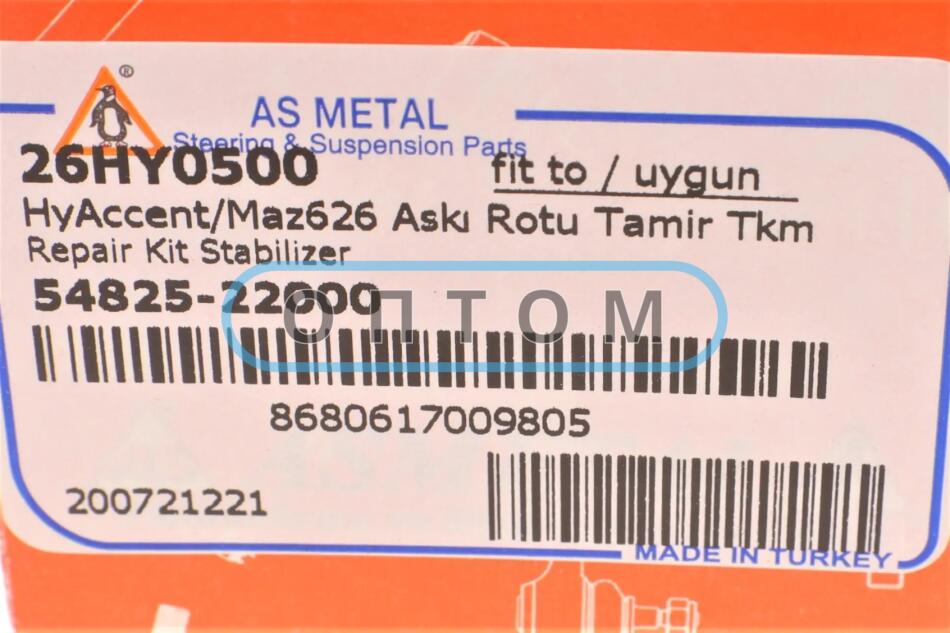 ®
AS METAL
Steering & Suspension Parts
26HY0500
fit to / uygun
HyAccent/Maz626 Askı Rotu Tamir Tkm
Repair Kit Stabilizer
54825-22000
ОПТОМ
8680617009805
200721221
MADE IN TURKEY